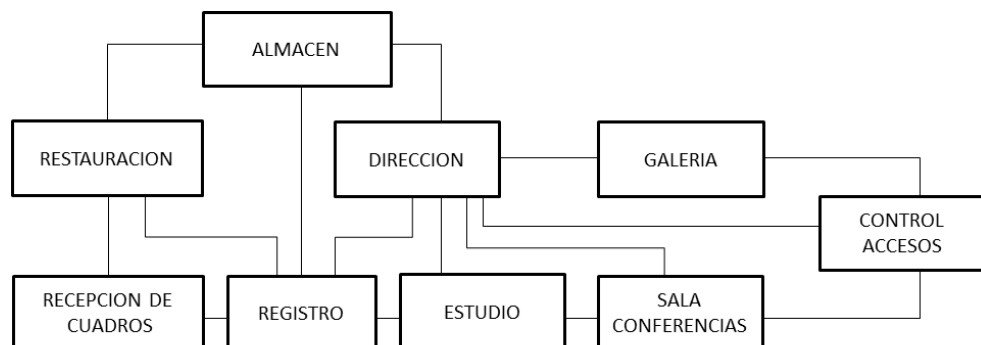 ALMACEN
RESTAURACION
DIRECCION
GALERIA
CONTROL
ACCESOS
RECEPCION DE
CUADROS
REGISTRO
ESTUDIO
SALA
CONFERENCIAS